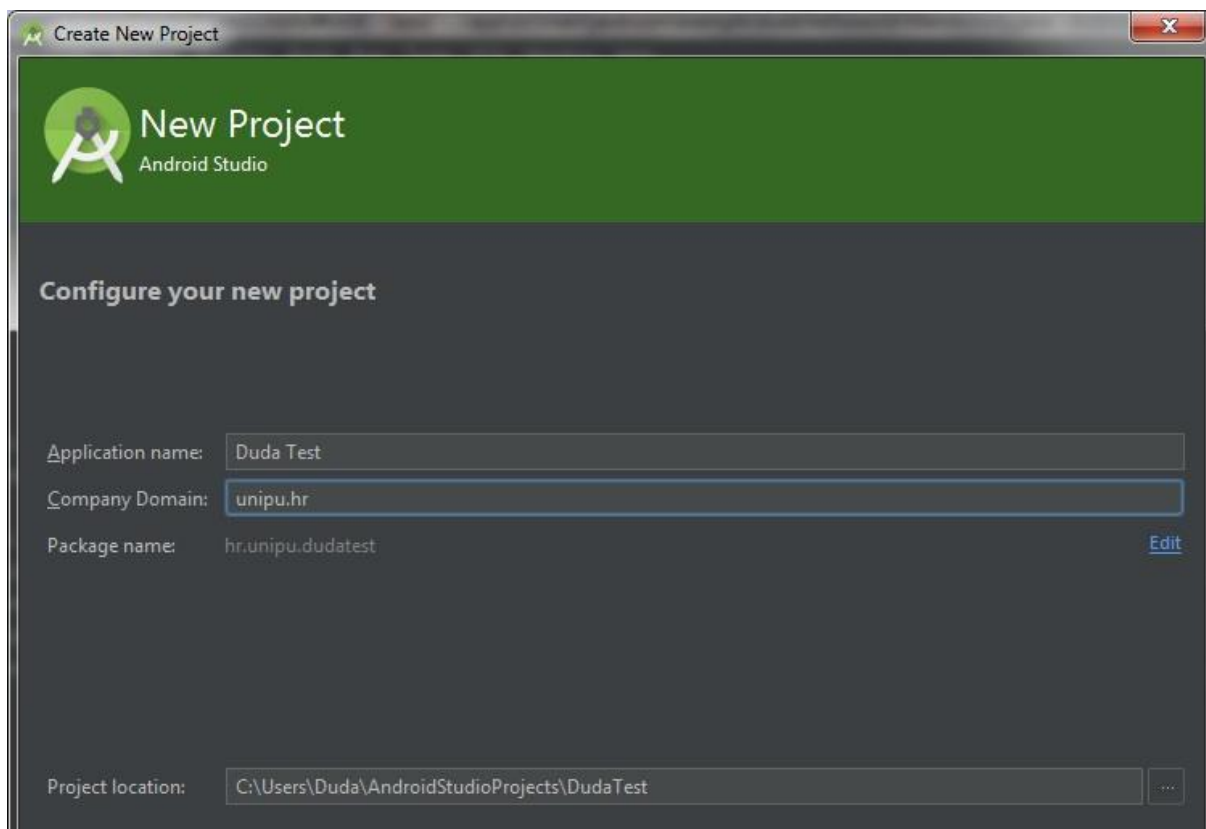 Create New Project
New Project
Android Studio
Configure your new project
Application name: Duda Test
Company Domain: unipu.hr
Package name: hr.unipu.dudatest Edit
Project location: C:\Users\Duda\AndroidStudioProjects\DudaTest ...